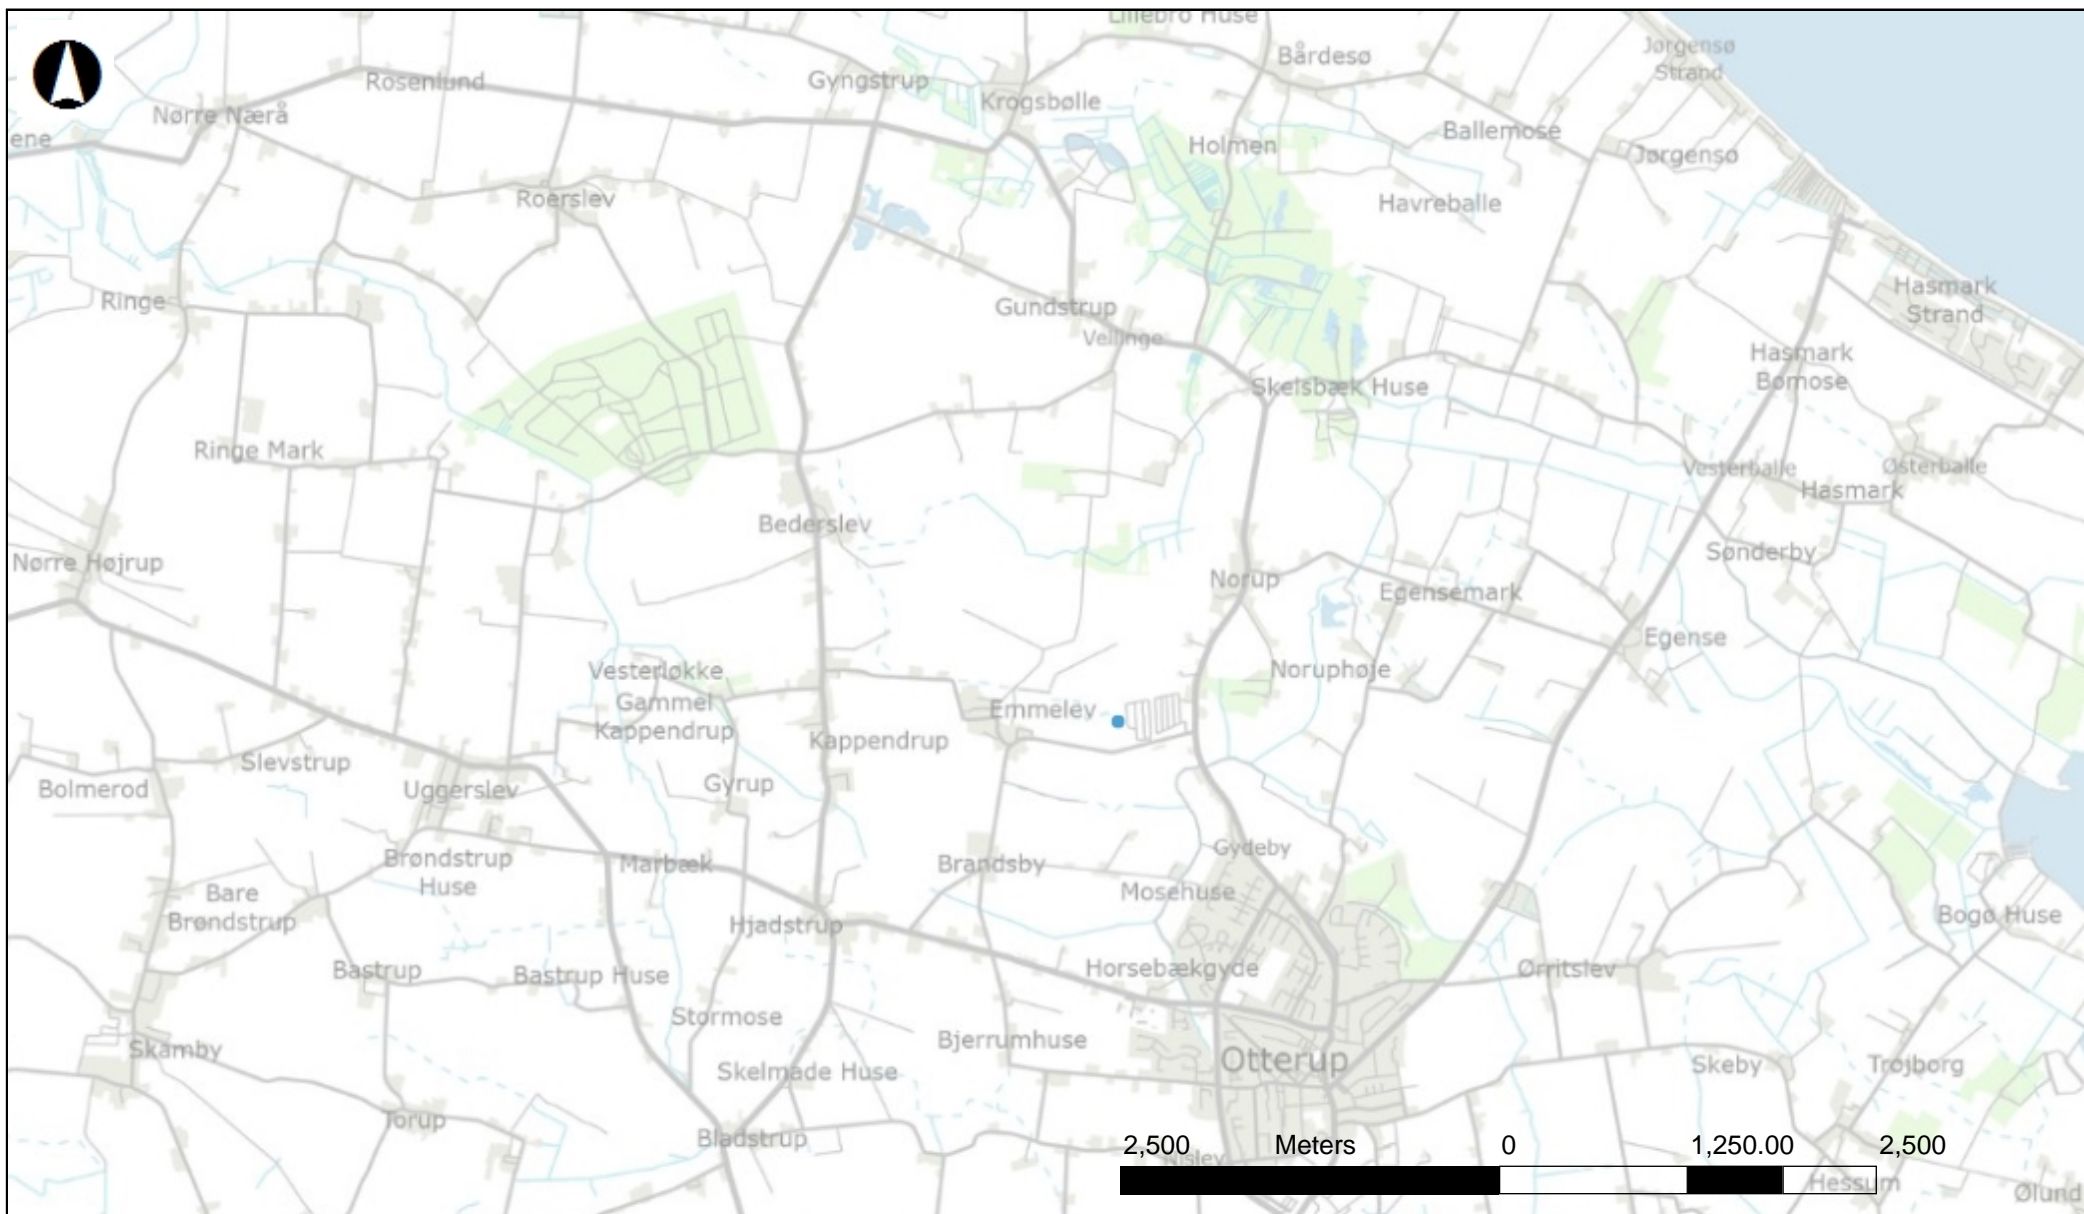 Lillebro Huse
Bårdesø
Jørgensø
Strand
Rosenlund
Gyngstrup
Krogsbølle
Nørre Nærå
ene
Holmen
Ballemose
Jørgensø
Roerslev
Havreballe
Ringe
Gundstrup
Vellinge
Hasmark
Strand
Hasmark
Bømose
Skelsbæk Huse
Ringe Mark
Vesterballe
Østerballe
Hasmark
Bederslev
Nørre Højrup
Norup
Egensemark
Sønderby
Egense
Vesterløkke
Gammel
Kappendrup
Noruphøje
Emmelev
Kappendrup
Slevstrup
Bolmerod
Uggerslev
Gyrup
Gydeby
Brøndstrup
Huse
Marbæk
Brandsby
Mosehuse
Bare
Brøndstrup
Hjadstrup
Bogø Huse
Bastrup
Bastrup Huse
Horsebækgyde
Ørritslev
Stormose
Bjerrumhuse
Skamby
Otterup
Skelmade Huse
Skeby
Trøjborg
Torup
Bladstrup
2,500 Meters 0 1,250.00 2,500
Hessum
Ølund